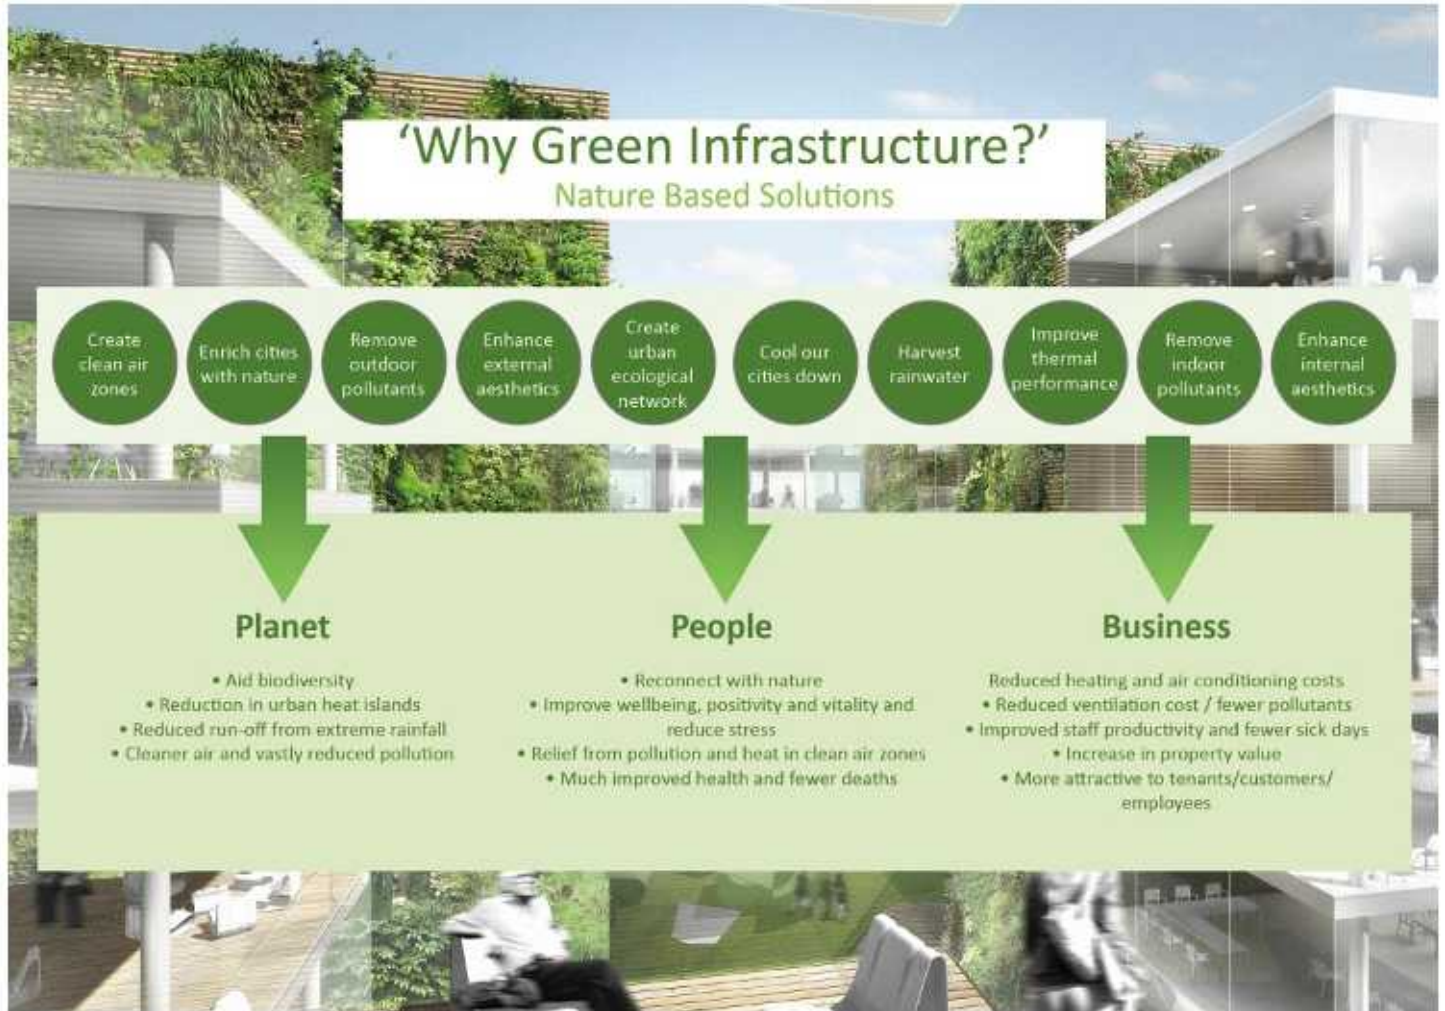 ‘Why Green Infrastructure?’
Nature Based Solutions
Create
clean air
zones
Enrich cities
with nature
Remove
outdoor
pollutants
Enhance
external
aesthetics
Create
urban
ecological
network
Cool our
cities down
Harvest
rainwater
Improve
thermal
performance
Remove
indoor
pollutants
Enhance
internal
aesthetics
Planet
• Aid biodiversity
• Reduction in urban heat islands
• Reduced run-off from extreme rainfall
• Cleaner air and vastly reduced pollution
People
• Reconnect with nature
• Improve wellbeing, positivity and vitality and
reduce stress
• Relief from pollution and heat in clean air zones
• Much improved health and fewer deaths
Business
Reduced heating and air conditioning costs
• Reduced ventilation cost / fewer pollutants
• Improved staff productivity and fewer sick days
• Increase in property value
• More attractive to tenants/customers/
employees